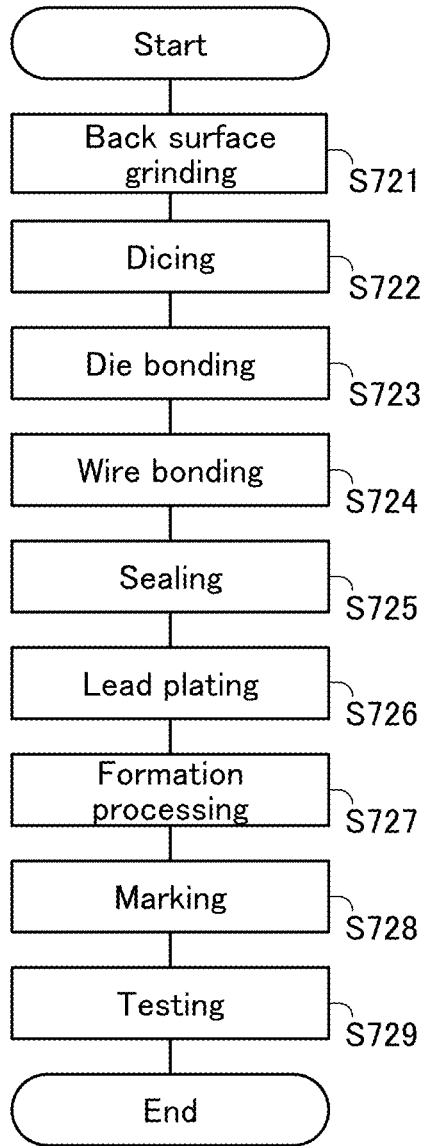 Start
Back surface
grinding
S721
Dicing
S722
Die bonding
S723
Wire bonding
S724
Sealing
S725
Lead plating
S726
Formation
processing
S727
Marking
S728
Testing
S729
End